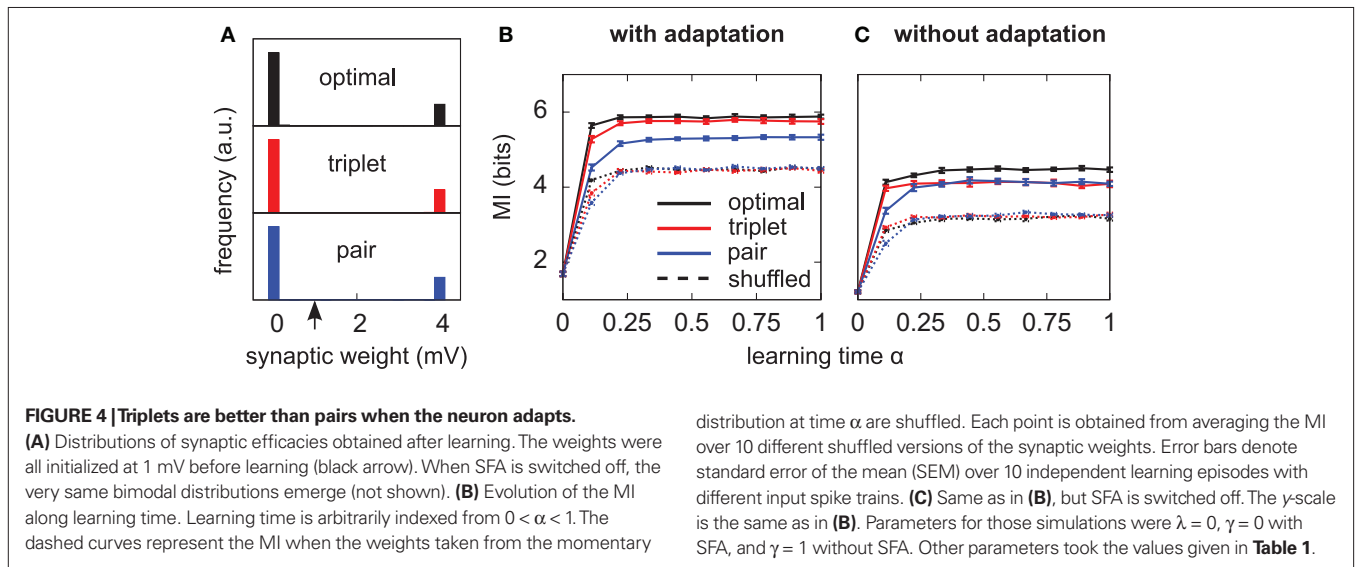 A
frequency (a.u.)
optimal
triplet
pair
0
2
4
synaptic weight (mV)
B
with adaptation
MI (bits)
6
4
2
optimal
triplet
pair
shuffled
0
0.25
0.5
0.75
1
C
without adaptation
0
0.25
0.5
0.75
1
learning time α
FIGURE 4 | Triplets are better than pairs when the neuron adapts.
(A) Distributions of synaptic efficacies obtained after learning. The weights were
all initialized at 1 mV before learning (black arrow). When SFA is switched off, the
very same bimodal distributions emerge (not shown). (B) Evolution of the MI
along learning time. Learning time is arbitrarily indexed from 0 < α < 1. The
dashed curves represent the MI when the weights taken from the momentary
distribution at time α are shuffled. Each point is obtained from averaging the MI
over 10 different shuffled versions of the synaptic weights. Error bars denote
standard error of the mean (SEM) over 10 independent learning episodes with
different input spike trains. (C) Same as in (B), but SFA is switched off. The y-scale
is the same as in (B). Parameters for those simulations were λ = 0, γ = 0 with
SFA, and γ = 1 without SFA. Other parameters took the values given in Table 1.